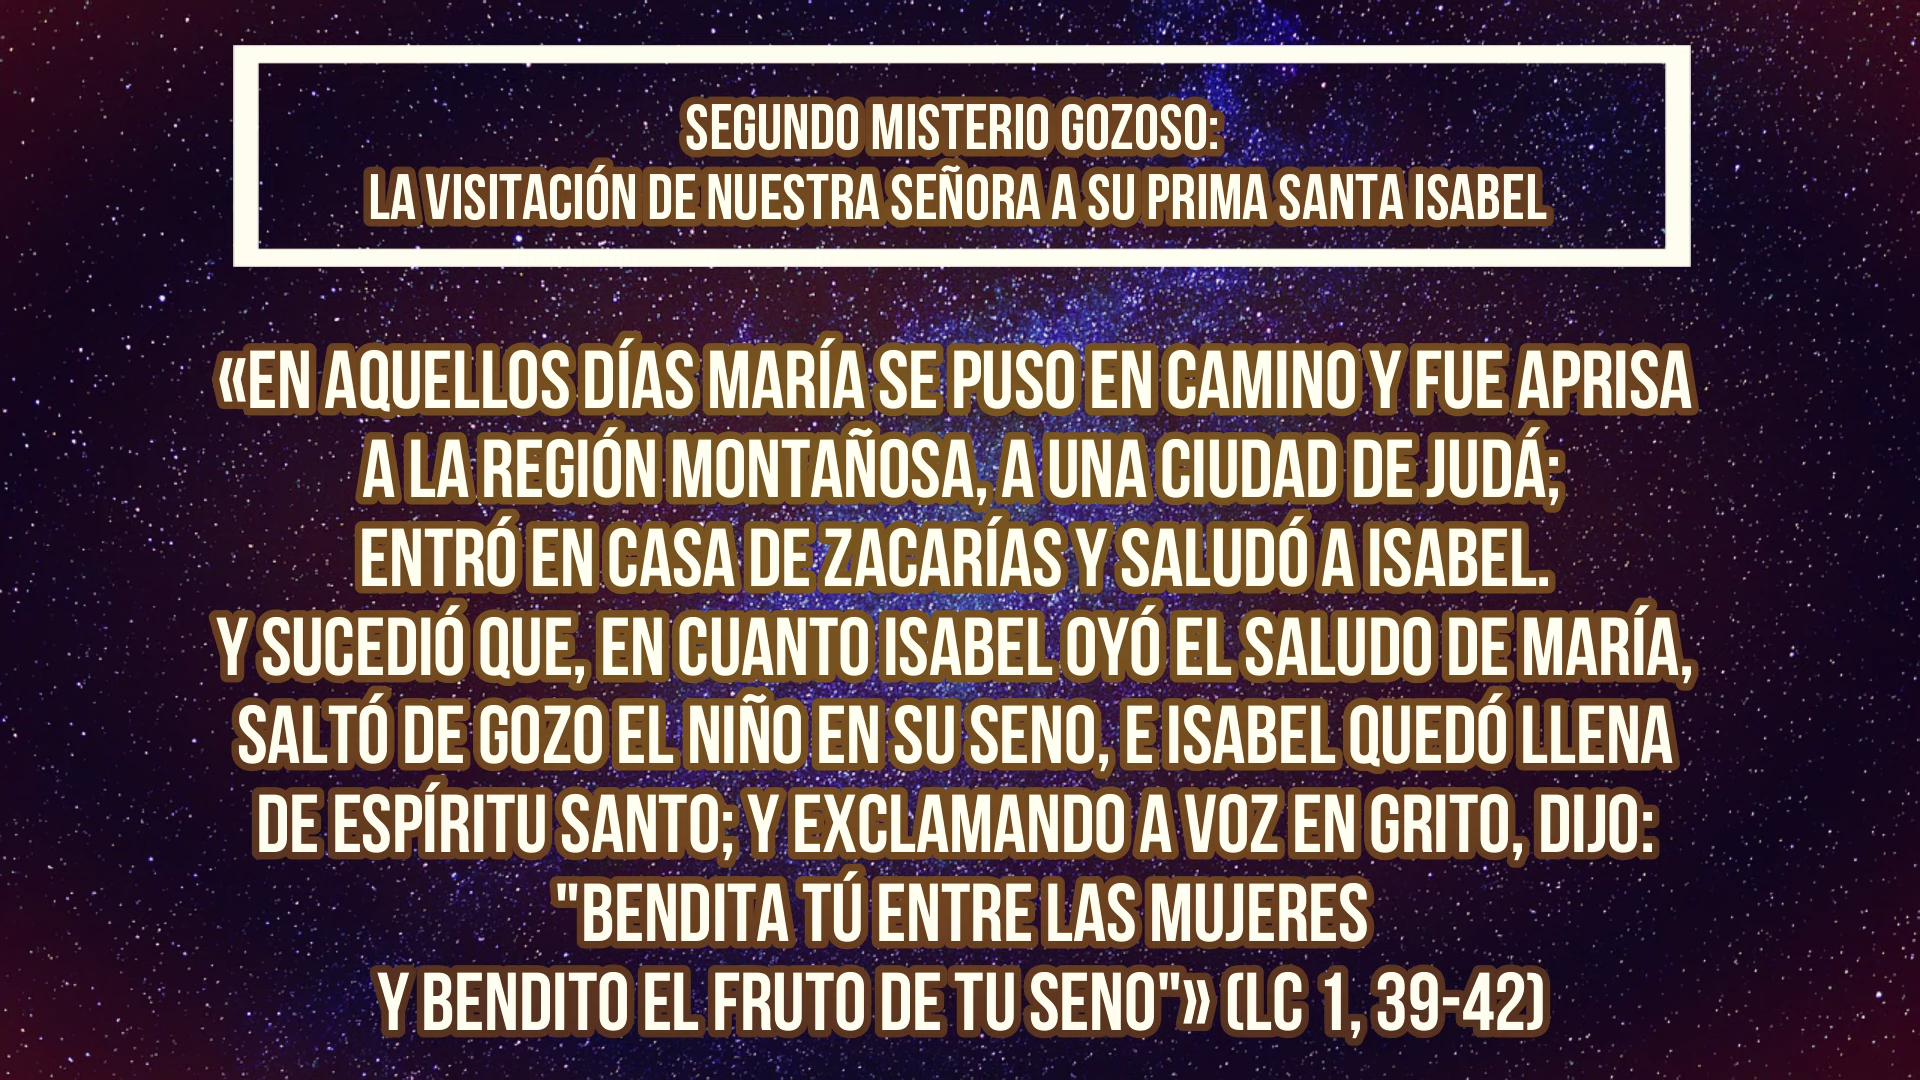 SEGUNDO MISTERIO GOZOSO:
LA VISITACIÓN DE NUESTRA SEÑORA A SU PRIMA SANTA ISABEL
«EN AQUELLOS DÍAS MARÍA SE PUSO EN CAMINO Y FUE APRISA
A LA REGIÓN MONTAÑOSA, A UNA CIUDAD DE JUDÁ;
ENTRÓ EN CASA DE ZACARÍAS Y SALUDÓ A ISABEL.
Y SUCEDIÓ QUE, EN CUANTO ISABEL OYÓ EL SALUDO DE MARÍA,
SALTÓ DE GOZO EL NIÑO EN SU SENO, E ISABEL QUEDÓ LLENA
DE ESPÍRITU SANTO; Y EXCLAMANDO A VOZ EN GRITO, DIJO:
"BENDITA TÚ ENTRE LAS MUJERES
Y BENDITO EL FRUTO DE TU SENO"» (LC 1, 39-42)